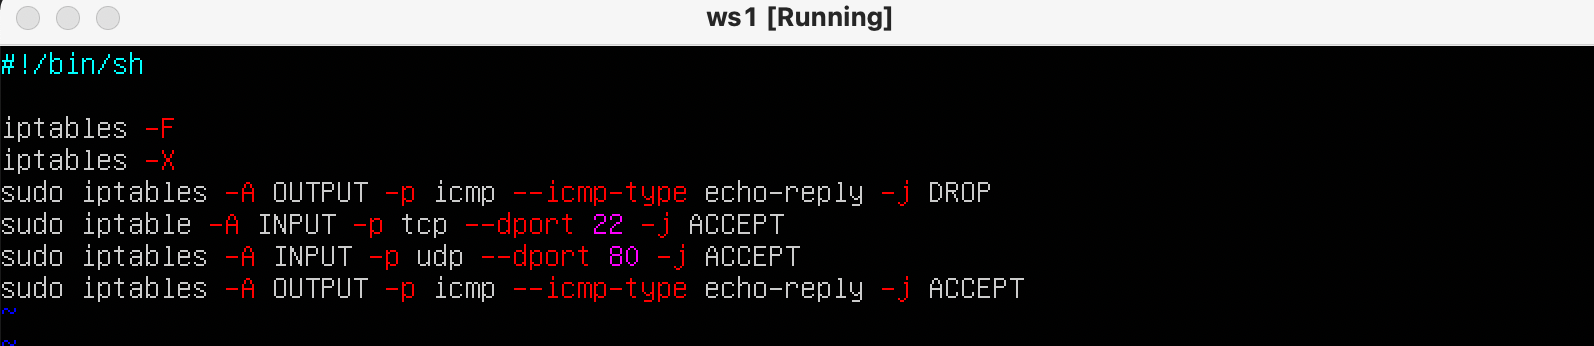 ws1 [Running]
#!/bin/sh
iptables -F
iptables -X
sudo iptables -A OUTPUT -p icmp --icmp-type echo-reply -j DROP
sudo iptable -A INPUT -p tcp --dport 22 -j ACCEPT
sudo iptables -A INPUT -p udp --dport 80 -j ACCEPT
sudo iptables -A OUTPUT -p icmp --icmp-type echo-reply -j ACCEPT
~
~